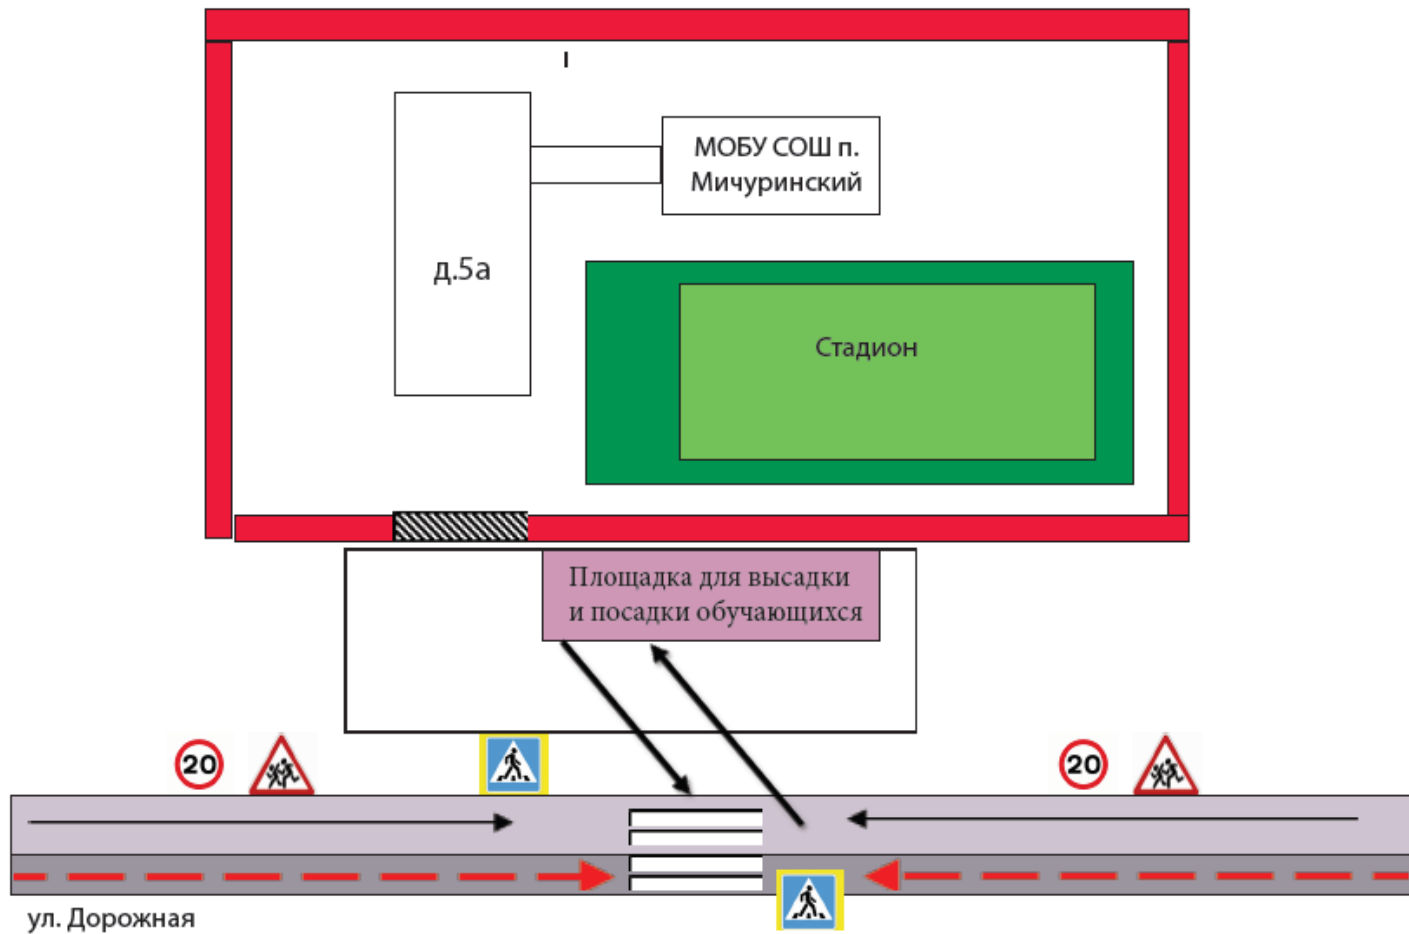 МОБУ СОШ п.
Мичуринский
д.5а
Стадион
Площадка для высадки
и посадки обучающихся
20
20
ул. Дорожная